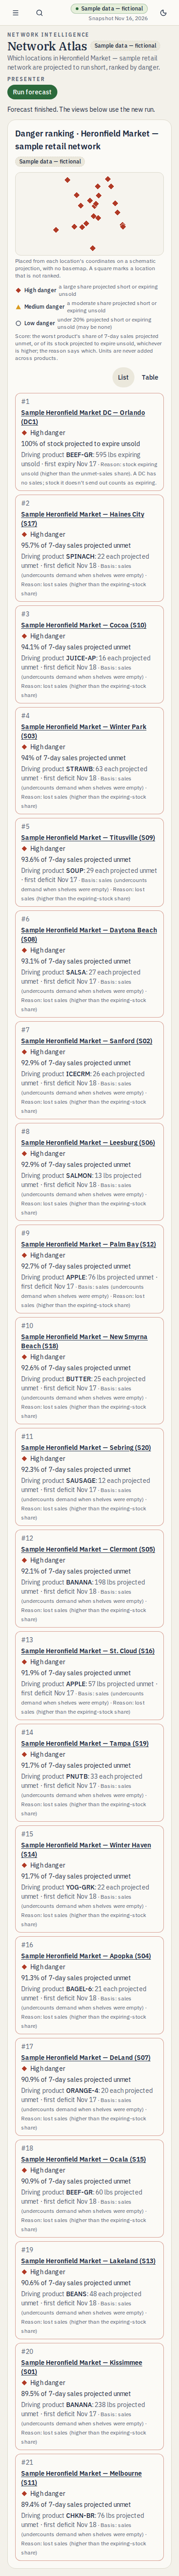 Sample data — fictional
Snapshot Nov 16, 2026
NETWORK INTELLIGENCE
Network Atlas Sample data — fictional
Which locations in Heronfield Market — sample retail
network are projected to run short, ranked by danger.
PRESENTER
Run forecast
Forecast finished. The views below use the new run.
Danger ranking · Heronfield Market —
sample retail network
Sample data — fictional
Placed from each location's coordinates on a schematic
projection, with no basemap. A square marks a location
that is not market.
High danger a large share projected short or expiring
unsold
Medium danger a moderate share projected short or
expiring unsold
Low danger under 20% projected short or expiring
unsold (may be none)
Score: the worst product's share of 7-day sales projected
unmet, or of its stock projected to expire unsold, whichever
is higher; the reason says which. Units are never added
across products.
List Table
#1
Sample Heronfield Market DC — Orlando
(DC1)
High danger
100% of stock projected to expire unsold
Driving product BEEF-GR: 595 lbs expiring
unsold · first expiry Nov 17 · Reason: stock expiring
unsold (higher than the unmet-sales share). A DC has
no sales; stock it doesn't send out counts as expiring.
#2
Sample Heronfield Market — Haines City
(S17)
High danger
95.7% of 7-day sales projected unmet
Driving product SPINACH: 22 each projected
unmet · first deficit Nov 18 · Basis: sales
(undercounts demand when shelves were empty) ·
Reason: lost sales (higher than the expiring-stock
share)
#3
Sample Heronfield Market — Cocoa (S10)
High danger
94.1% of 7-day sales projected unmet
Driving product JUICE-AP: 16 each projected
unmet · first deficit Nov 18 · Basis: sales
(undercounts demand when shelves were empty) ·
Reason: lost sales (higher than the expiring-stock
share)
#4
Sample Heronfield Market — Winter Park
(S03)
High danger
94% of 7-day sales projected unmet
Driving product STRAWB: 63 each projected
unmet · first deficit Nov 18 · Basis: sales
(undercounts demand when shelves were empty) ·
Reason: lost sales (higher than the expiring-stock
share)
#5
Sample Heronfield Market — Titusville (S09)
High danger
93.6% of 7-day sales projected unmet
Driving product SOUP: 29 each projected unmet
· first deficit Nov 17 · Basis: sales (undercounts
demand when shelves were empty) · Reason: lost
sales (higher than the expiring-stock share)
#6
Sample Heronfield Market — Daytona Beach
(S08)
High danger
93.1% of 7-day sales projected unmet
Driving product SALSA: 27 each projected
unmet · first deficit Nov 18 · Basis: sales
(undercounts demand when shelves were empty) ·
Reason: lost sales (higher than the expiring-stock
share)
#7
Sample Heronfield Market — Sanford (S02)
High danger
92.9% of 7-day sales projected unmet
Driving product ICECRM: 26 each projected
unmet · first deficit Nov 18 · Basis: sales
(undercounts demand when shelves were empty) ·
Reason: lost sales (higher than the expiring-stock
share)
#8
Sample Heronfield Market — Leesburg (S06)
High danger
92.9% of 7-day sales projected unmet
Driving product SALMON: 13 lbs projected
unmet · first deficit Nov 18 · Basis: sales
(undercounts demand when shelves were empty) ·
Reason: lost sales (higher than the expiring-stock
share)
#9
Sample Heronfield Market — Palm Bay (S12)
High danger
92.7% of 7-day sales projected unmet
Driving product APPLE: 76 lbs projected unmet ·
first deficit Nov 17 · Basis: sales (undercounts
demand when shelves were empty) · Reason: lost
sales (higher than the expiring-stock share)
#10
Sample Heronfield Market — New Smyrna
Beach (S18)
High danger
92.6% of 7-day sales projected unmet
Driving product BUTTER: 25 each projected
unmet · first deficit Nov 18 · Basis: sales
(undercounts demand when shelves were empty) ·
Reason: lost sales (higher than the expiring-stock
share)
#11
Sample Heronfield Market — Sebring (S20)
High danger
92.3% of 7-day sales projected unmet
Driving product SAUSAGE: 12 each projected
unmet · first deficit Nov 17 · Basis: sales
(undercounts demand when shelves were empty) ·
Reason: lost sales (higher than the expiring-stock
share)
#12
Sample Heronfield Market — Clermont (S05)
High danger
92.1% of 7-day sales projected unmet
Driving product BANANA: 198 lbs projected
unmet · first deficit Nov 18 · Basis: sales
(undercounts demand when shelves were empty) ·
Reason: lost sales (higher than the expiring-stock
share)
#13
Sample Heronfield Market — St. Cloud (S16)
High danger
91.9% of 7-day sales projected unmet
Driving product APPLE: 57 lbs projected unmet ·
first deficit Nov 17 · Basis: sales (undercounts
demand when shelves were empty) · Reason: lost
sales (higher than the expiring-stock share)
#14
Sample Heronfield Market — Tampa (S19)
High danger
91.7% of 7-day sales projected unmet
Driving product PNUTB: 33 each projected
unmet · first deficit Nov 18 · Basis: sales
(undercounts demand when shelves were empty) ·
Reason: lost sales (higher than the expiring-stock
share)
#15
Sample Heronfield Market — Winter Haven
(S14)
High danger
91.7% of 7-day sales projected unmet
Driving product YOG-GRK: 22 each projected
unmet · first deficit Nov 18 · Basis: sales
(undercounts demand when shelves were empty) ·
Reason: lost sales (higher than the expiring-stock
share)
#16
Sample Heronfield Market — Apopka (S04)
High danger
91.3% of 7-day sales projected unmet
Driving product BAGEL-6: 21 each projected
unmet · first deficit Nov 18 · Basis: sales
(undercounts demand when shelves were empty) ·
Reason: lost sales (higher than the expiring-stock
share)
#17
Sample Heronfield Market — DeLand (S07)
High danger
90.9% of 7-day sales projected unmet
Driving product ORANGE-4: 20 each projected
unmet · first deficit Nov 17 · Basis: sales
(undercounts demand when shelves were empty) ·
Reason: lost sales (higher than the expiring-stock
share)
#18
Sample Heronfield Market — Ocala (S15)
High danger
90.9% of 7-day sales projected unmet
Driving product BEEF-GR: 60 lbs projected
unmet · first deficit Nov 18 · Basis: sales
(undercounts demand when shelves were empty) ·
Reason: lost sales (higher than the expiring-stock
share)
#19
Sample Heronfield Market — Lakeland (S13)
High danger
90.6% of 7-day sales projected unmet
Driving product BEANS: 48 each projected
unmet · first deficit Nov 18 · Basis: sales
(undercounts demand when shelves were empty) ·
Reason: lost sales (higher than the expiring-stock
share)
#20
Sample Heronfield Market — Kissimmee
(S01)
High danger
89.5% of 7-day sales projected unmet
Driving product BANANA: 238 lbs projected
unmet · first deficit Nov 18 · Basis: sales
(undercounts demand when shelves were empty) ·
Reason: lost sales (higher than the expiring-stock
share)
#21
Sample Heronfield Market — Melbourne
(S11)
High danger
89.4% of 7-day sales projected unmet
Driving product CHKN-BR: 76 lbs projected
unmet · first deficit Nov 18 · Basis: sales
(undercounts demand when shelves were empty) ·
Reason: lost sales (higher than the expiring-stock
share)